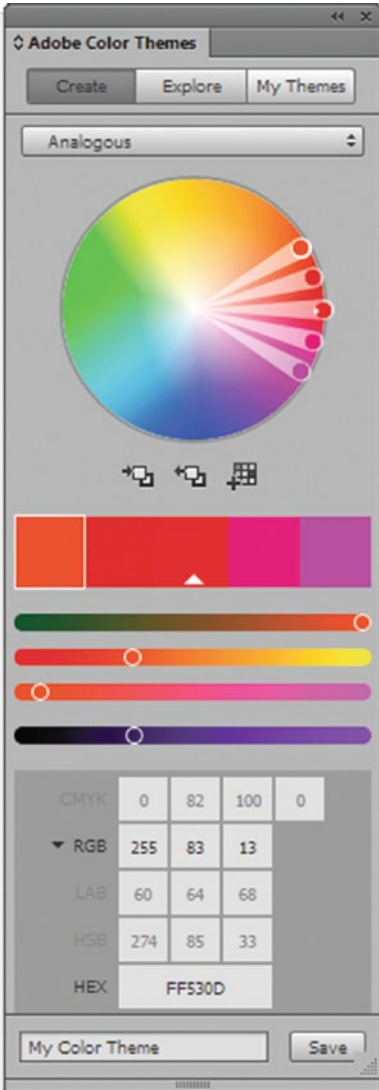 Adobe Color Themes
Create Explore My Themes
Analogous
CMYK 0 82 100 0
RGB 255 83 13
LAB 60 64 68
HSB 274 85 33
HEX FF530D
My Color Theme Save